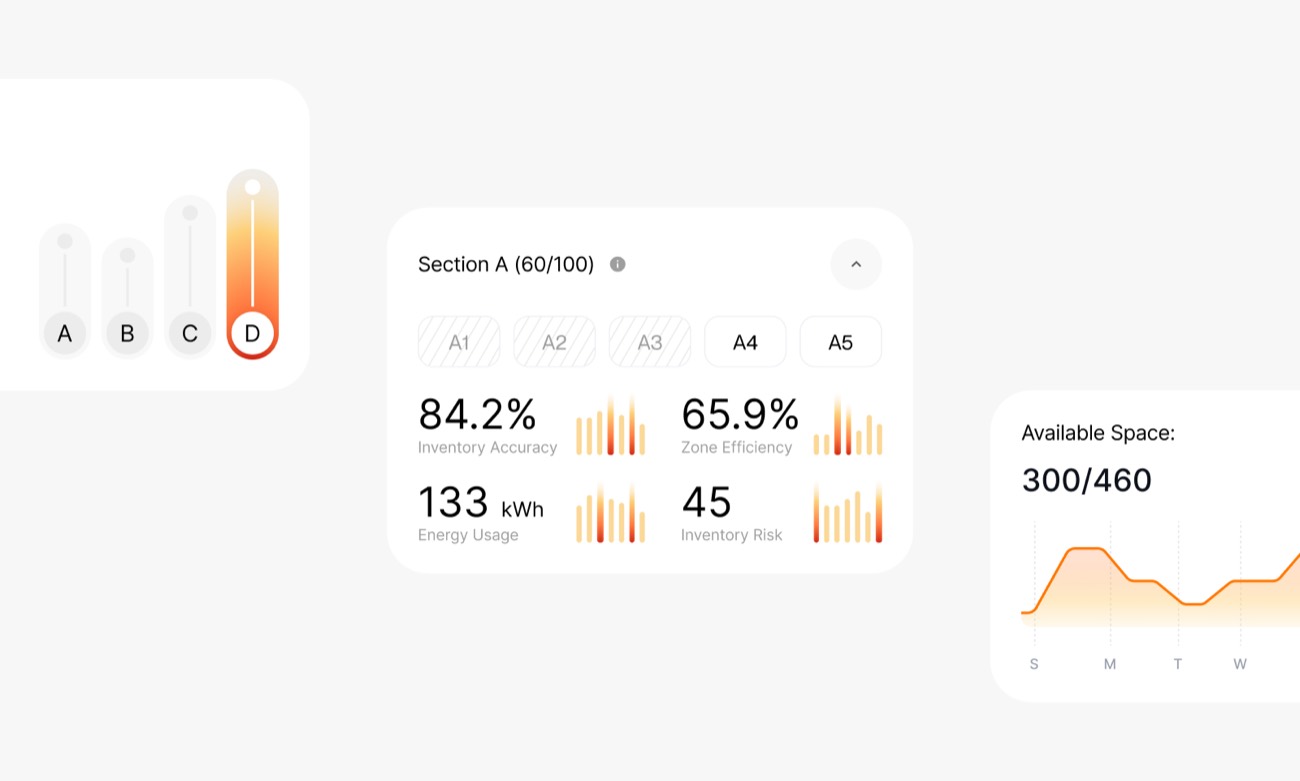 A B C D
Section A (60/100)
A1 A2 A3 A4 A5
84.2%
Inventory Accuracy
65.9%
Zone Efficiency
133 kWh
Energy Usage
45
Inventory Risk
Available Space:
300/460
S M T W